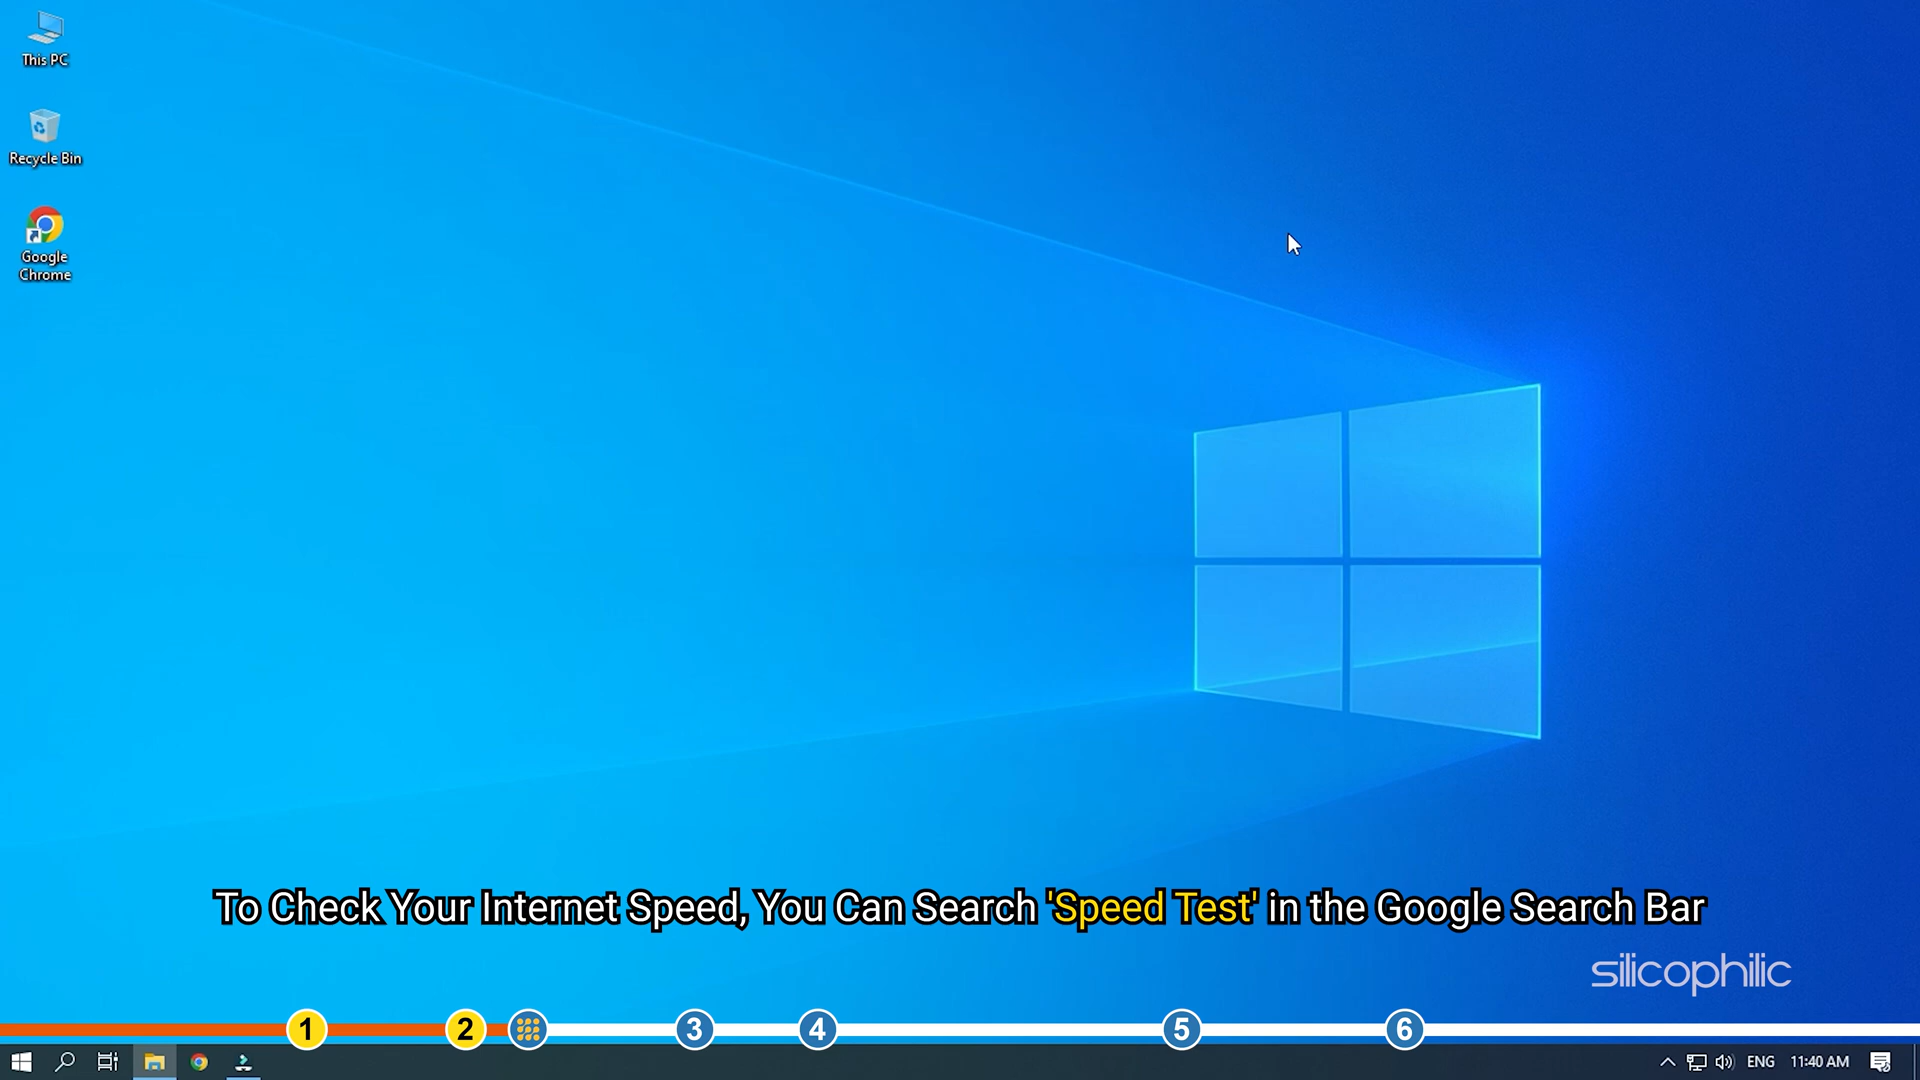 This PC
Recycle Bin
Google
Chrome
To Check Your Internet Speed, You Can Search 'Speed Test' in the Google Search Bar
silicophilic
1 2 3 4 5 6
ENG 11:40 AM